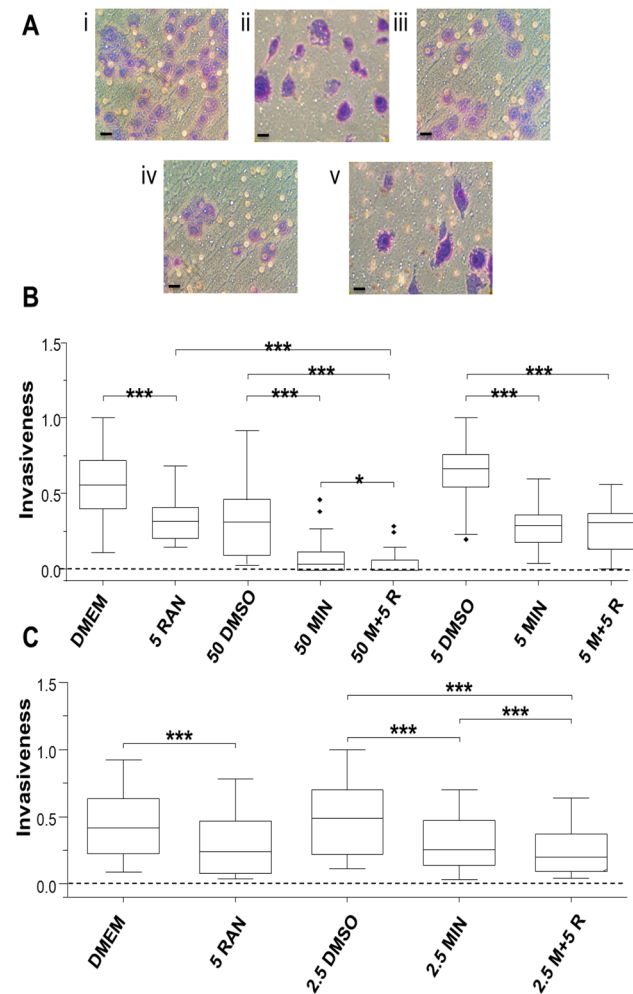 A
i
ii
iii
iv
v
B
***
***
***
***
***
***
*
1.5
1.0
0.5
0.0
Invasiveness
DMEM
5 RAN
50 DMSO
50 MIN
50 M+5 R
5 DMSO
5 MIN
5 M+5 R
C
***
***
***
***
1.5
1.0
0.5
0.0
Invasiveness
DMEM
5 RAN
2.5 DMSO
2.5 MIN
2.5 M+5 R